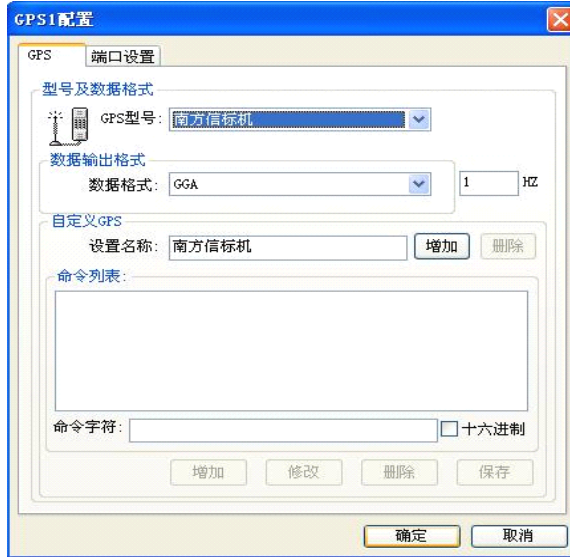 GPS1配置
GPS 端口设置
型号及数据格式
GPS型号: 南方信标机
数据输出格式
数据格式: GGA 1 HZ
自定义GPS
设置名称: 南方信标机 增加 删除
命令列表:
命令字符: 十六进制
增加 修改 删除 保存
确定 取消